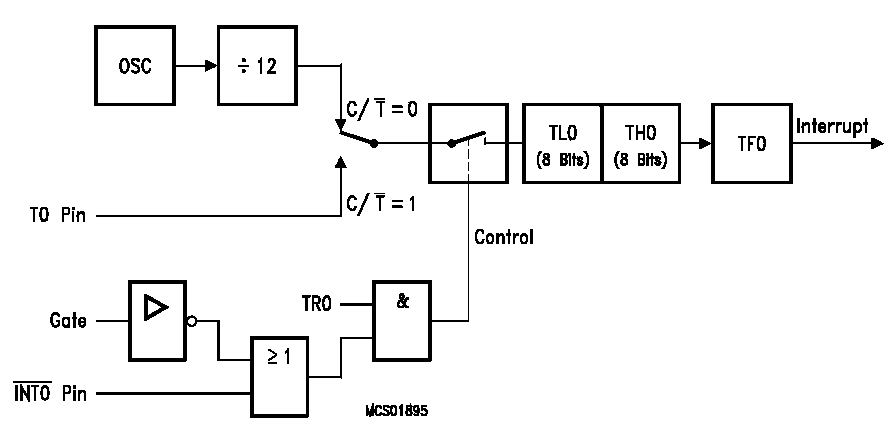 OSC
÷ 12
C/T̅ = 0
TL0
(8 Bits)
TH0
(8 Bits)
TF0
Interrupt
T0 Pin
C/T̅ = 1
Control
TR0
&
Gate
≥ 1
I̅N̅T̅0̅ Pin
MCS01895